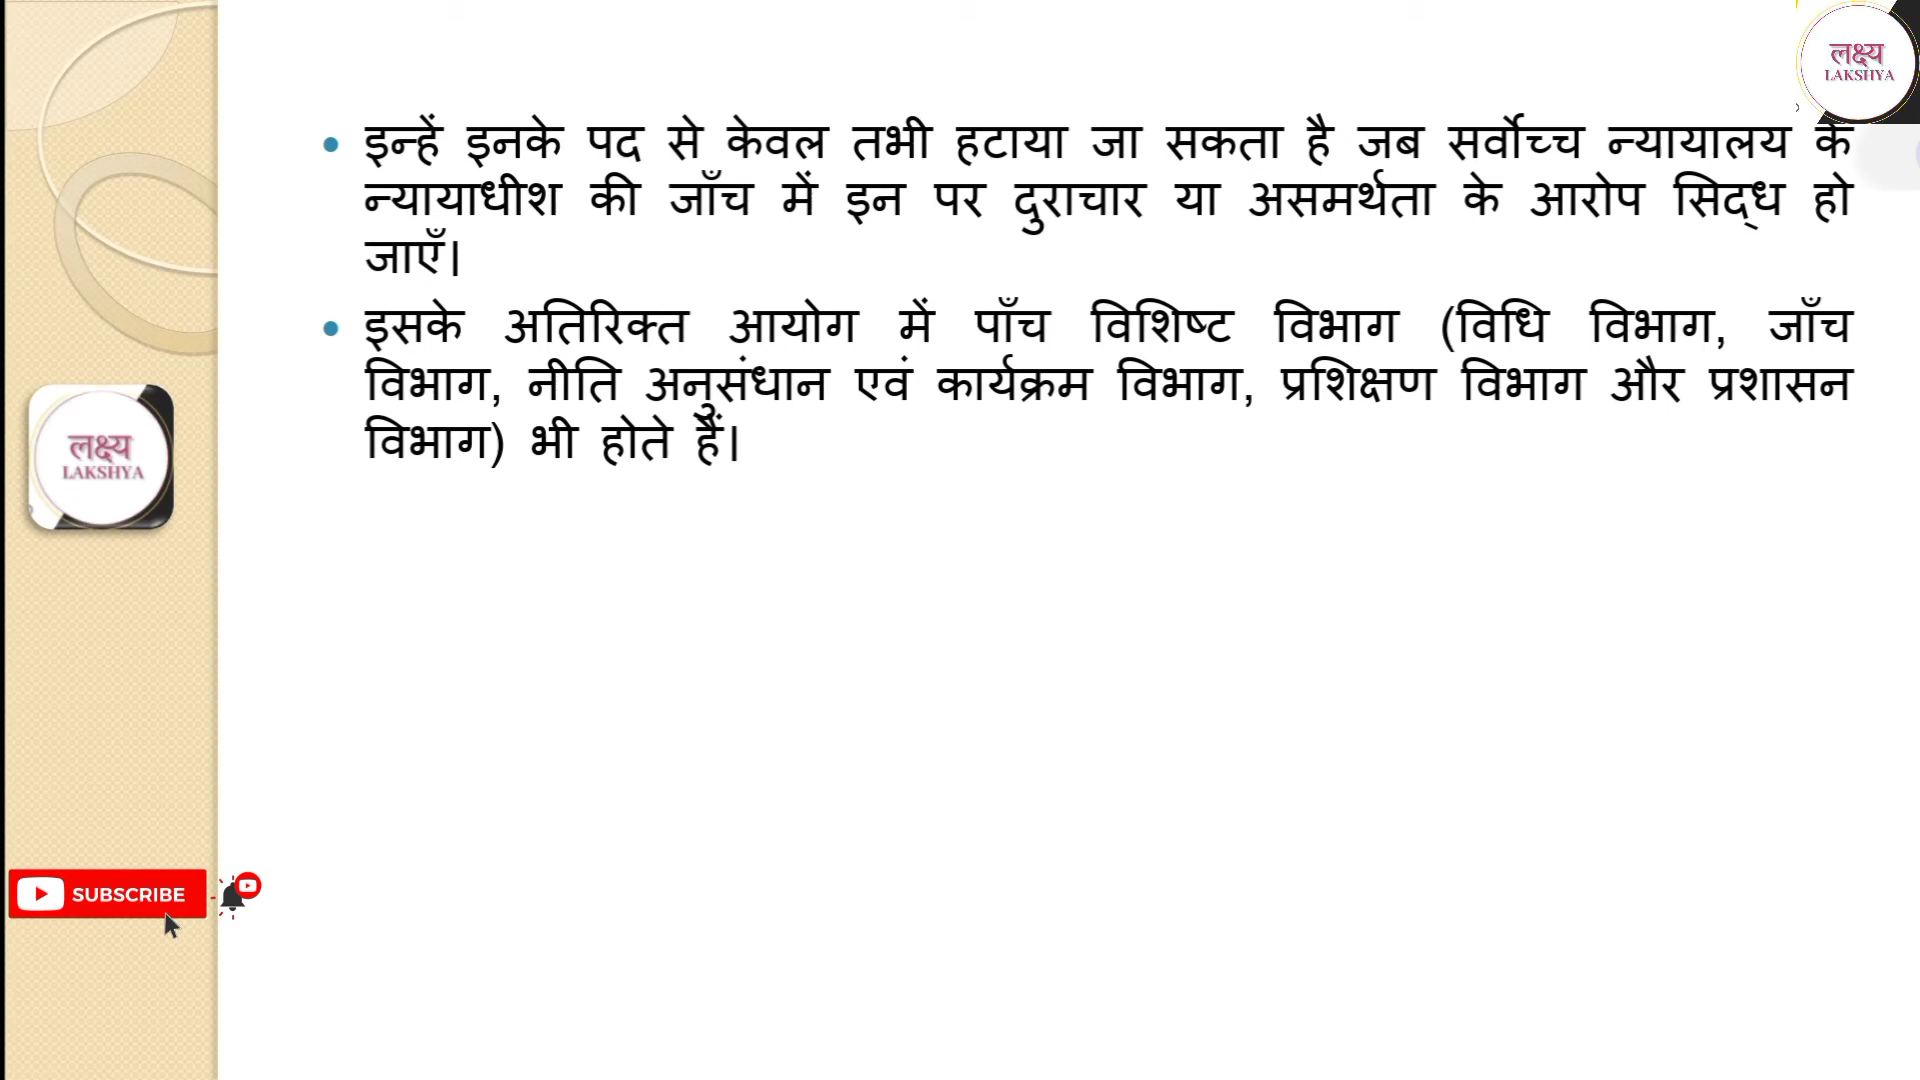 लक्ष्य
LAKSHYA
इन्हें इनके पद से केवल तभी हटाया जा सकता है जब सर्वोच्च न्यायालय के
न्यायाधीश की जाँच में इन पर दुराचार या असमर्थता के आरोप सिद्ध हो
जाएँ।
इसके अतिरिक्त आयोग में पाँच विशिष्ट विभाग (विधि विभाग, जाँच
विभाग, नीति अनुसंधान एवं कार्यक्रम विभाग, प्रशिक्षण विभाग और प्रशासन
विभाग) भी होते हैं।
लक्ष्य
LAKSHYA
SUBSCRIBE